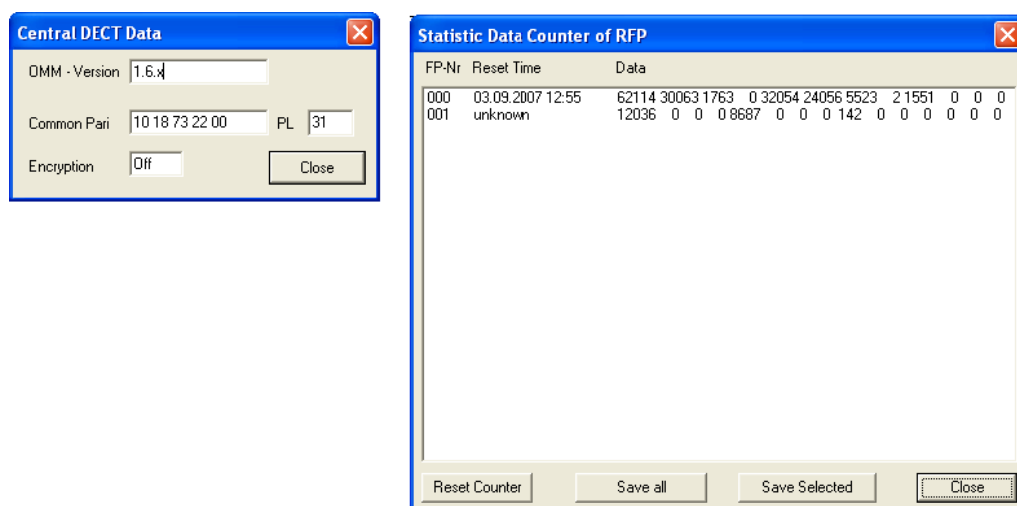 Central DECT Data
OMM - Version 1.6.x
Common Pari 10 18 73 22 00 PL 31
Encryption Off Close
Statistic Data Counter of RFP
FP-Nr Reset Time Data
000 03.09.2007 12:55 62114 30063 1763 0 32054 24056 5523 2 1551 0 0 0
001 unknown 12036 0 0 0 8687 0 0 0 142 0 0 0 0 0 0
Reset Counter Save all Save Selected Close